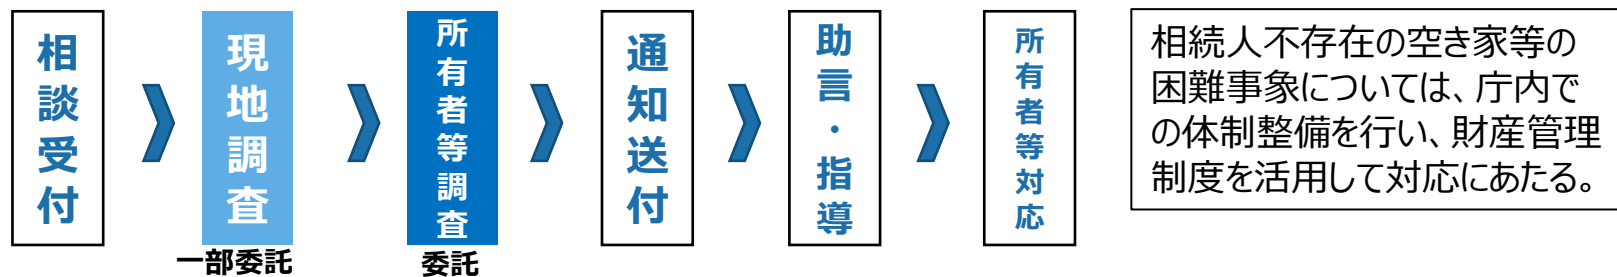 相談受付
現地調査
一部委託
所有者等調査
委託
通知送付
助言・指導
所有者等対応
相続人不存在の空き家等の
困難事象については、庁内で
の体制整備を行い、財産管理
制度を活用して対応にあたる。